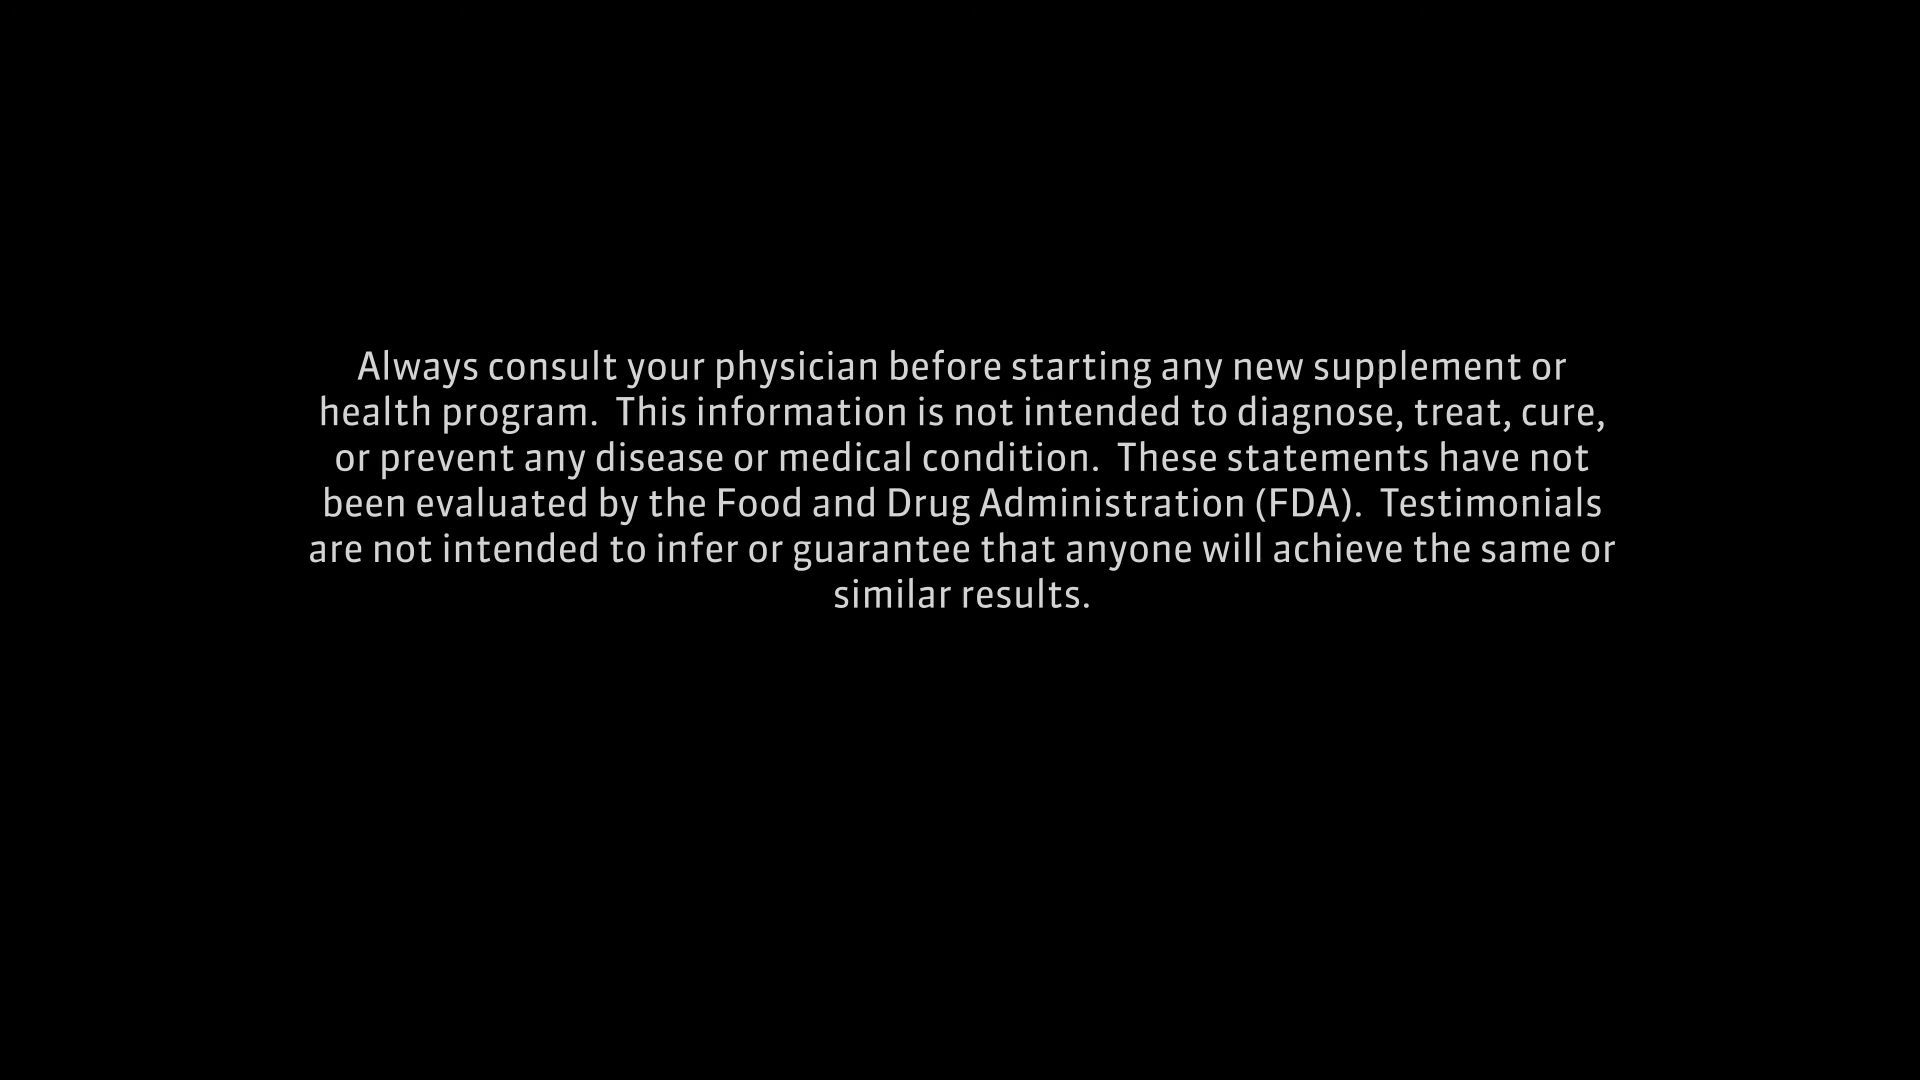 Always consult your physician before starting any new supplement or
health program.  This information is not intended to diagnose, treat, cure,
or prevent any disease or medical condition.  These statements have not
been evaluated by the Food and Drug Administration (FDA).  Testimonials
are not intended to infer or guarantee that anyone will achieve the same or
similar results.